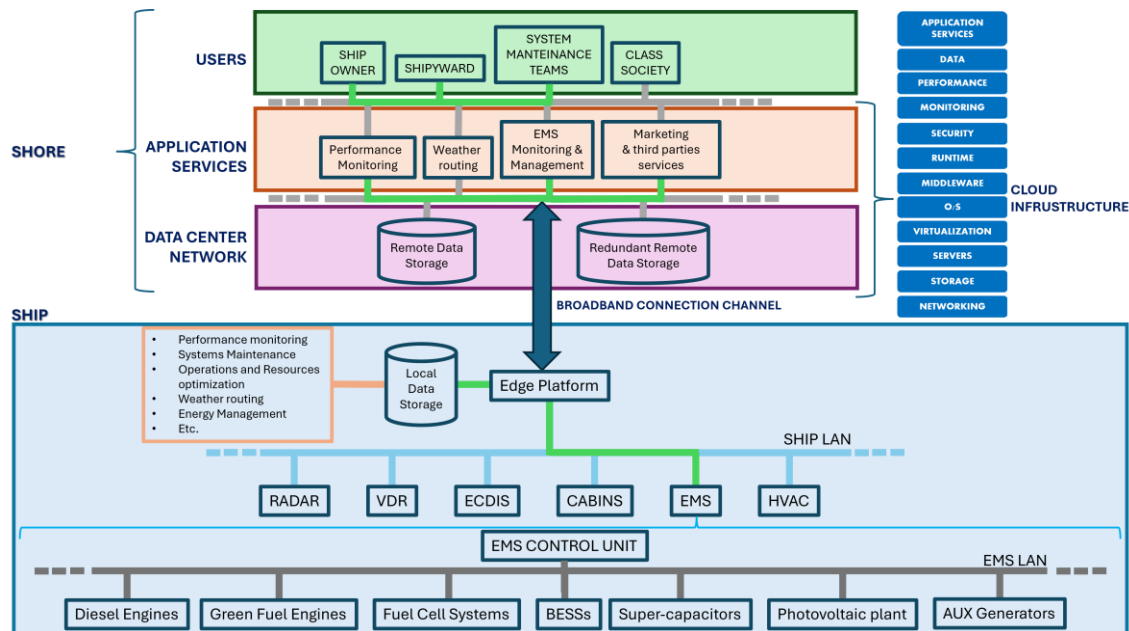 USERS
SHIP
OWNER
SHIPYWARD
SYSTEM
MANTEINANCE
TEAMS
CLASS
SOCIETY
SHORE
APPLICATION
SERVICES
Performance
Monitoring
Weather
routing
EMS
Monitoring &
Management
Marketing
& third parties
services
DATA CENTER
NETWORK
Remote Data
Storage
Redundant Remote
Data Storage
BROADBAND CONNECTION CHANNEL
APPLICATION
SERVICES
DATA
PERFORMANCE
MONITORING
SECURITY
RUNTIME
MIDDLEWARE
O/S
VIRTUALIZATION
SERVERS
STORAGE
NETWORKING
CLOUD
INFRUSTRUCTURE
SHIP
• Performance monitoring
• Systems Maintenance
• Operations and Resources
optimization
• Weather routing
• Energy Management
• Etc.
Local
Data
Storage
Edge Platform
SHIP LAN
RADAR
VDR
ECDIS
CABINS
EMS
HVAC
EMS CONTROL UNIT
EMS LAN
Diesel Engines
Green Fuel Engines
Fuel Cell Systems
BESSs
Super-capacitors
Photovoltaic plant
AUX Generators